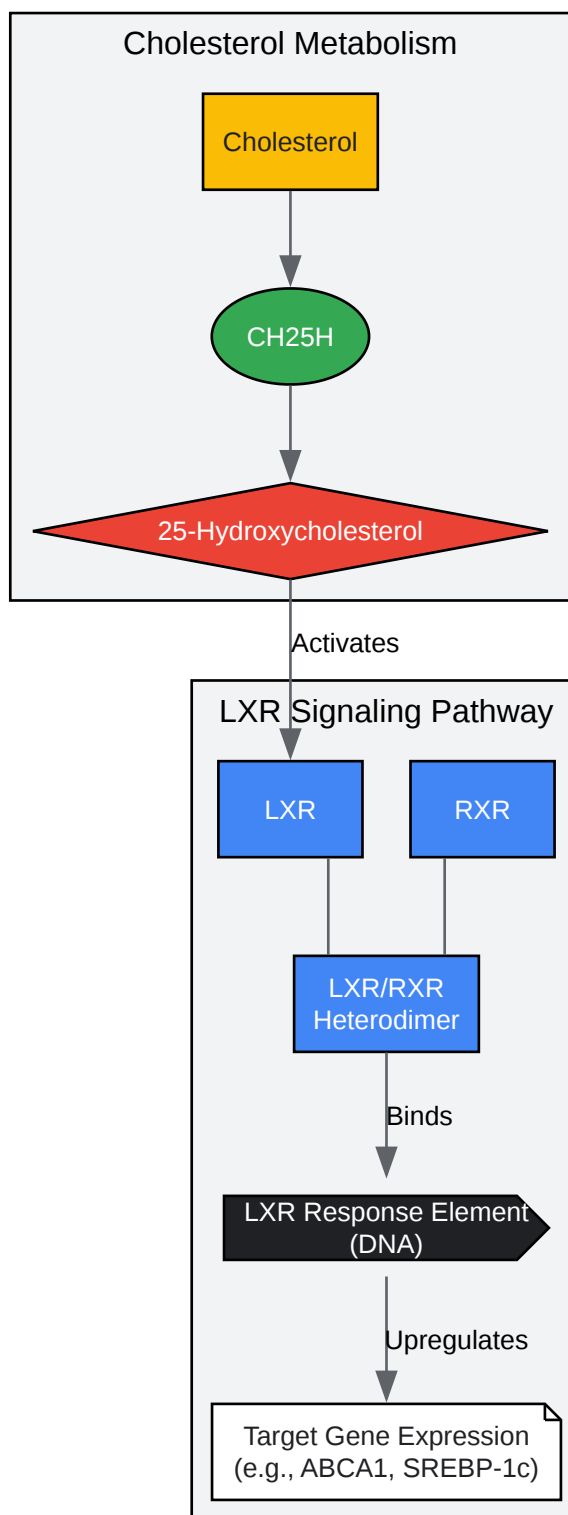 Cholesterol Metabolism
Cholesterol
CH25H
25-Hydroxycholesterol
Activates
LXR Signaling Pathway
LXR
RXR
LXR/RXR
Heterodimer
Binds
LXR Response Element
(DNA)
Upregulates
Target Gene Expression
(e.g., ABCA1, SREBP-1c)